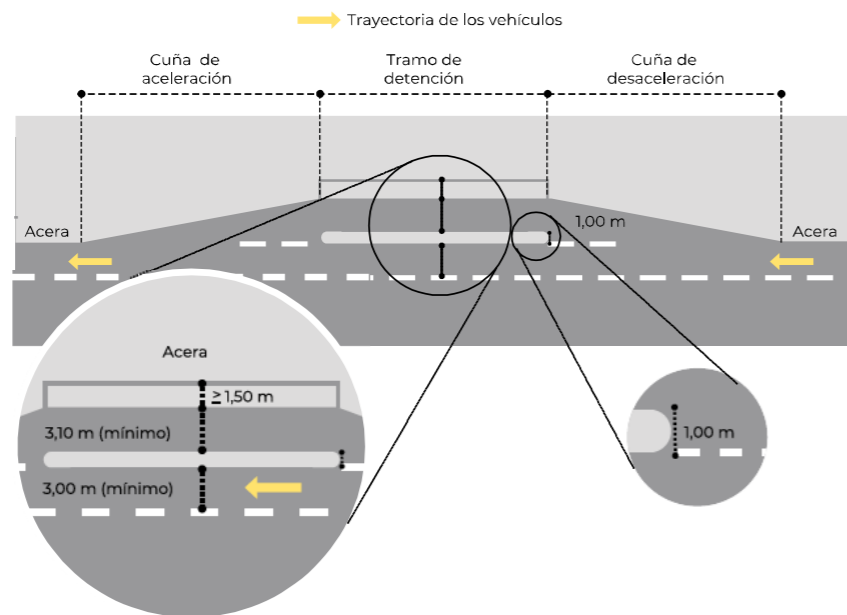 Trayectoria de los vehículos
Cuña de
aceleración
Tramo de
detención
Cuña de
desaceleración
Acera
1,00 m
Acera
Acera
≥ 1,50 m
3,10 m (mínimo)
3,00 m (mínimo)
1,00 m